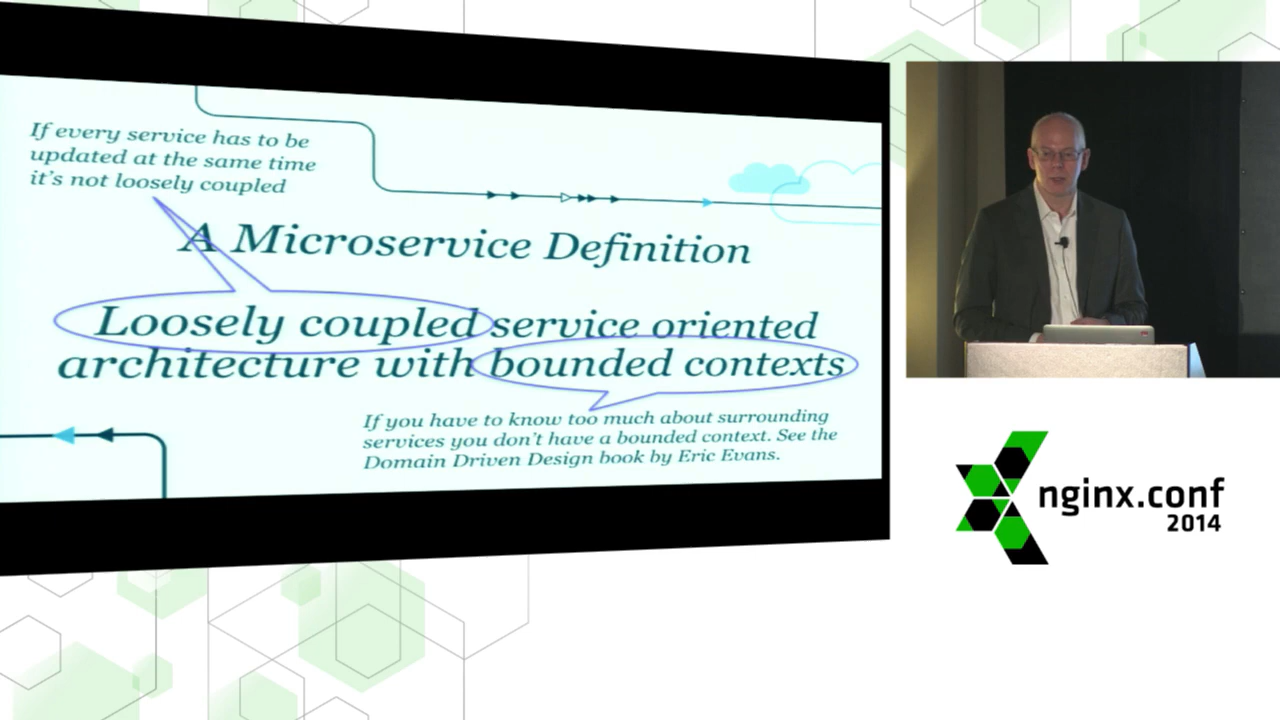 If every service has to be
updated at the same time
it's not loosely coupled
A Microservice Definition
Loosely coupled service oriented
architecture with bounded contexts
If you have to know too much about surrounding
services you don't have a bounded context. See the
Domain Driven Design book by Eric Evans.
nginx.conf
2014